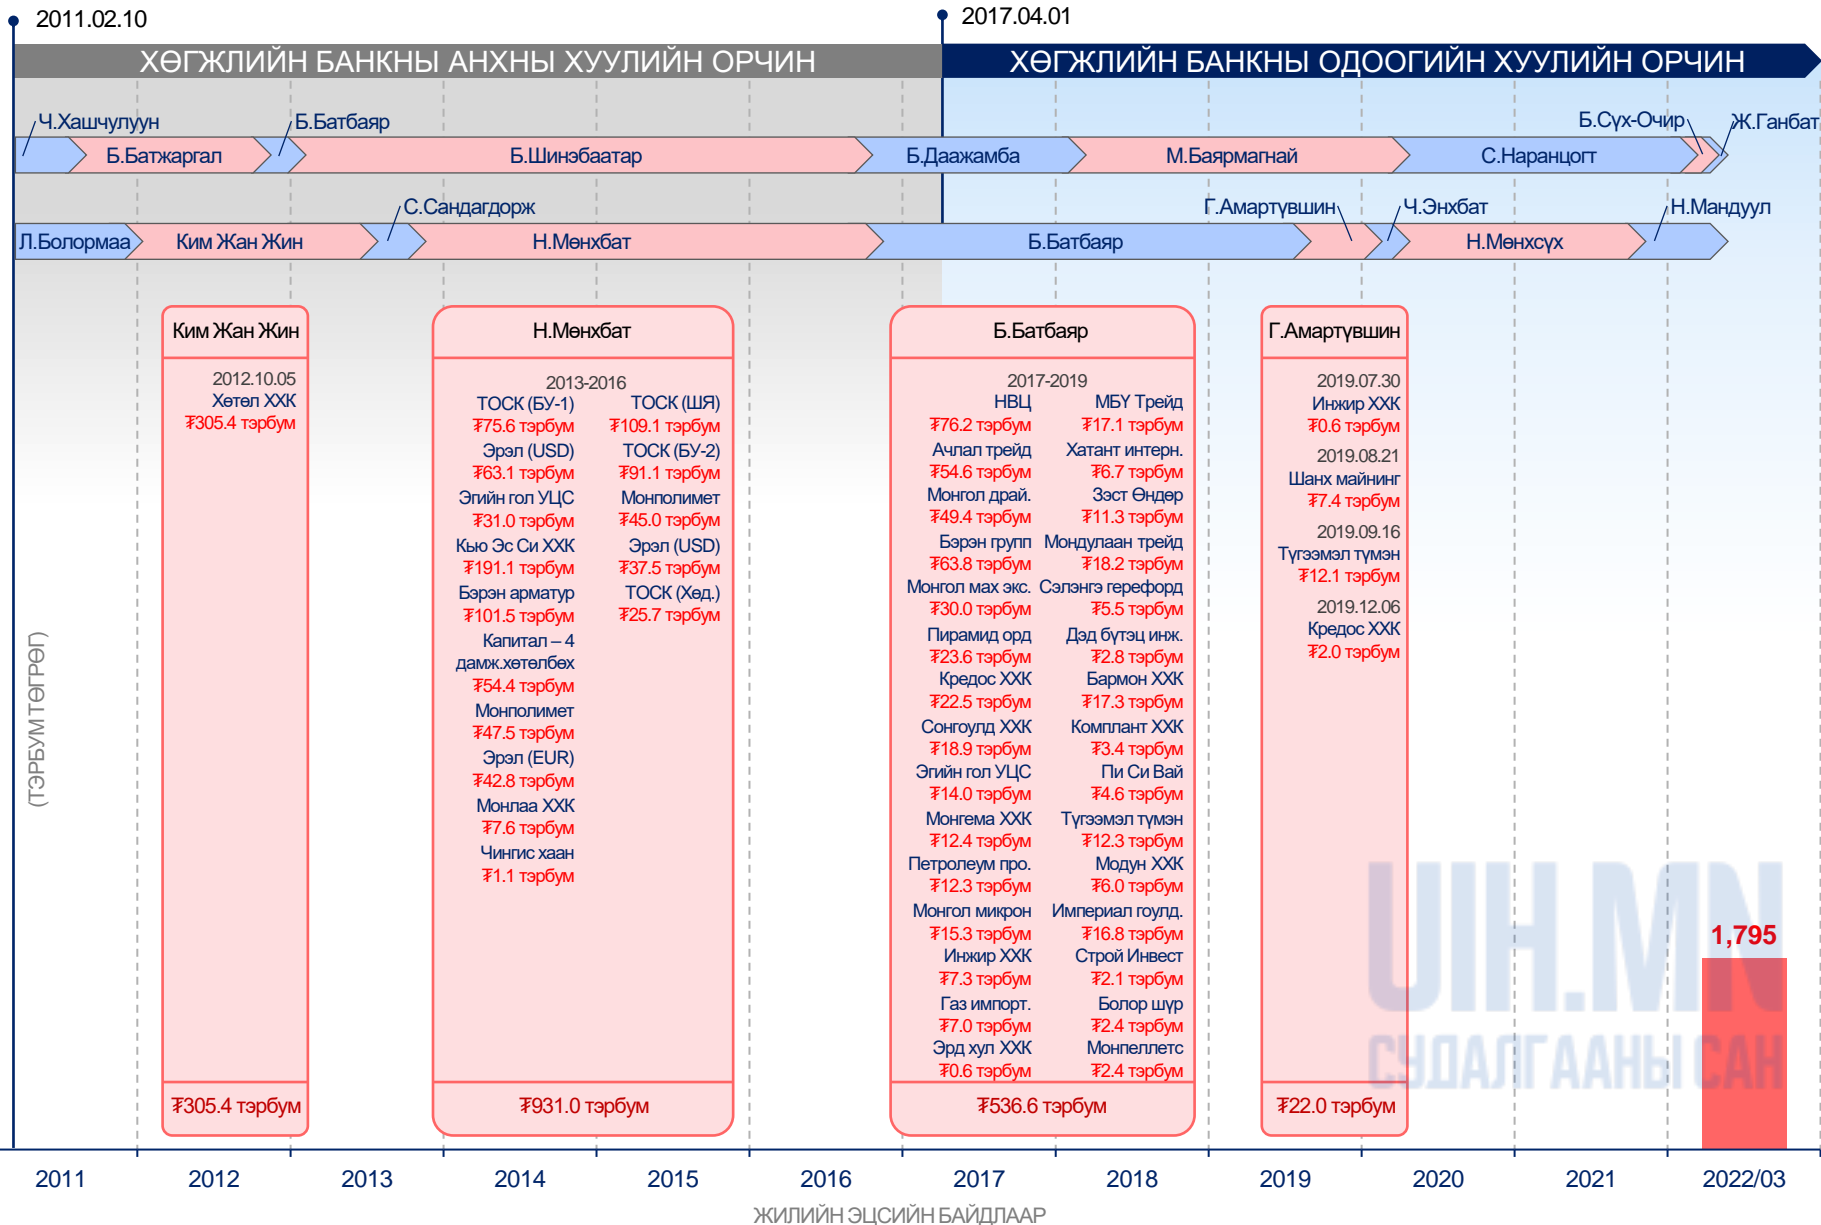 2011.02.10
2017.04.01
ХӨГЖЛИЙН БАНКНЫ АНХНЫ ХУУЛИЙН ОРЧИН
ХӨГЖЛИЙН БАНКНЫ ОДООГИЙН ХУУЛИЙН ОРЧИН
Ч.Хашчулуун
Б.Батбаяр
Б.Сүх-Очир
Ж.Ганбат
Б.Батжаргал
Б.Шинэбаатар
Б.Даажамба
М.Баярмагнай
С.Наранцогт
С.Сандагдорж
Г.Амартүвшин
Ч.Энхбат
Н.Мандуул
Л.Болормаа
Ким Жан Жин
Н.Мөнхбат
Б.Батбаяр
Н.Мөнхсүх
Ким Жан Жин
2012.10.05
Хөтөл ХХК
₮305.4 тэрбум
₮305.4 тэрбум
Н.Мөнхбат
2013-2016
ТОСК (БУ-1)
₮75.6 тэрбум
Эрэл (USD)
₮63.1 тэрбум
Эгийн гол УЦС
₮31.0 тэрбум
Кью Эс Си ХХК
₮191.1 тэрбум
Бэрэн арматур
₮101.5 тэрбум
Капитал – 4
дамж.хөтөлбөх
₮54.4 тэрбум
Монполимет
₮47.5 тэрбум
Эрэл (EUR)
₮42.8 тэрбум
Монлаа ХХК
₮7.6 тэрбум
Чингис хаан
₮1.1 тэрбум
ТОСК (ШЯ)
₮109.1 тэрбум
ТОСК (БУ-2)
₮91.1 тэрбум
Монполимет
₮45.0 тэрбум
Эрэл (USD)
₮37.5 тэрбум
ТОСК (Хөд.)
₮25.7 тэрбум
₮931.0 тэрбум
Б.Батбаяр
2017-2019
НВЦ
₮76.2 тэрбум
Ачлал трейд
₮54.6 тэрбум
Монгол драй.
₮49.4 тэрбум
Бэрэн групп
₮63.8 тэрбум
Монгол мах экс.
₮30.0 тэрбум
Пирамид орд
₮23.6 тэрбум
Кредос ХХК
₮22.5 тэрбум
Сонгоулд ХХК
₮18.9 тэрбум
Эгийн гол УЦС
₮14.0 тэрбум
Монгема ХХК
₮12.4 тэрбум
Петролеум про.
₮12.3 тэрбум
Монгол микрон
₮15.3 тэрбум
Инжир ХХК
₮7.3 тэрбум
Газ импорт.
₮7.0 тэрбум
Эрд хул ХХК
₮0.6 тэрбум
МБҮ Трейд
₮17.1 тэрбум
Хатант интерн.
₮6.7 тэрбум
Зэст Өндөр
₮11.3 тэрбум
Мондулаан трейд
₮18.2 тэрбум
Сэлэнгэ герефорд
₮5.5 тэрбум
Дэд бүтэц инж.
₮2.8 тэрбум
Бармон ХХК
₮17.3 тэрбум
Комплант ХХК
₮3.4 тэрбум
Пи Си Вай
₮4.6 тэрбум
Түгээмэл түмэн
₮12.3 тэрбум
Модун ХХК
₮6.0 тэрбум
Империал гоулд.
₮16.8 тэрбум
Строй Инвест
₮2.1 тэрбум
Болор шүр
₮2.4 тэрбум
Монпеллетс
₮2.4 тэрбум
₮536.6 тэрбум
Г.Амартүвшин
2019.07.30
Инжир ХХК
₮0.6 тэрбум
2019.08.21
Шанх майнинг
₮7.4 тэрбум
2019.09.16
Түгээмэл түмэн
₮12.1 тэрбум
2019.12.06
Кредос ХХК
₮2.0 тэрбум
₮22.0 тэрбум
(ТЭРБУМ ТӨГРӨГ)
UIH.MN
СУДАЛГААНЫ САН
1,795
2011
2012
2013
2014
2015
2016
2017
2018
2019
2020
2021
2022/03
ЖИЛИЙН ЭЦСИЙН БАЙДЛААР